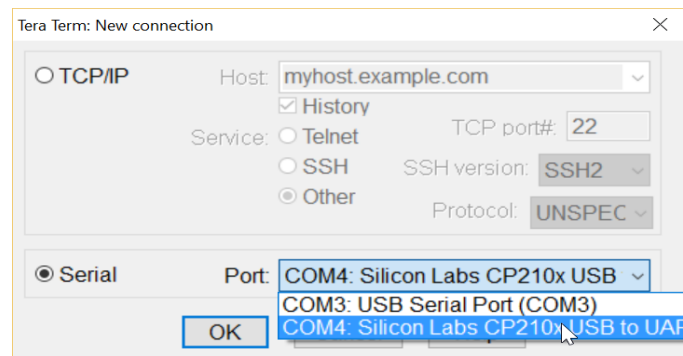 Tera Term: New connection
TCP/IP
Host: myhost.example.com
History
Service: Telnet
TCP port#: 22
SSH
SSH version: SSH2
Other
Protocol: UNSPEC
Serial
Port: COM4: Silicon Labs CP210x USB
COM3: USB Serial Port (COM3)
COM4: Silicon Labs CP210x USB to UAR
OK